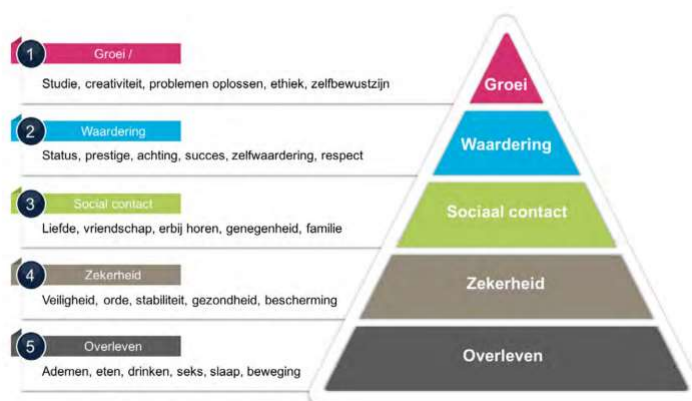 1
Groei /
Studie, creativiteit, problemen oplossen, ethiek, zelfbewustzijn
2
Waardering
Status, prestige, achting, succes, zelfwaardering, respect
3
Social contact
Liefde, vriendschap, erbij horen, genegenheid, familie
4
Zekerheid
Veiligheid, orde, stabiliteit, gezondheid, bescherming
5
Overleven
Ademen, eten, drinken, seks, slaap, beweging
Groei
Waardering
Sociaal contact
Zekerheid
Overleven